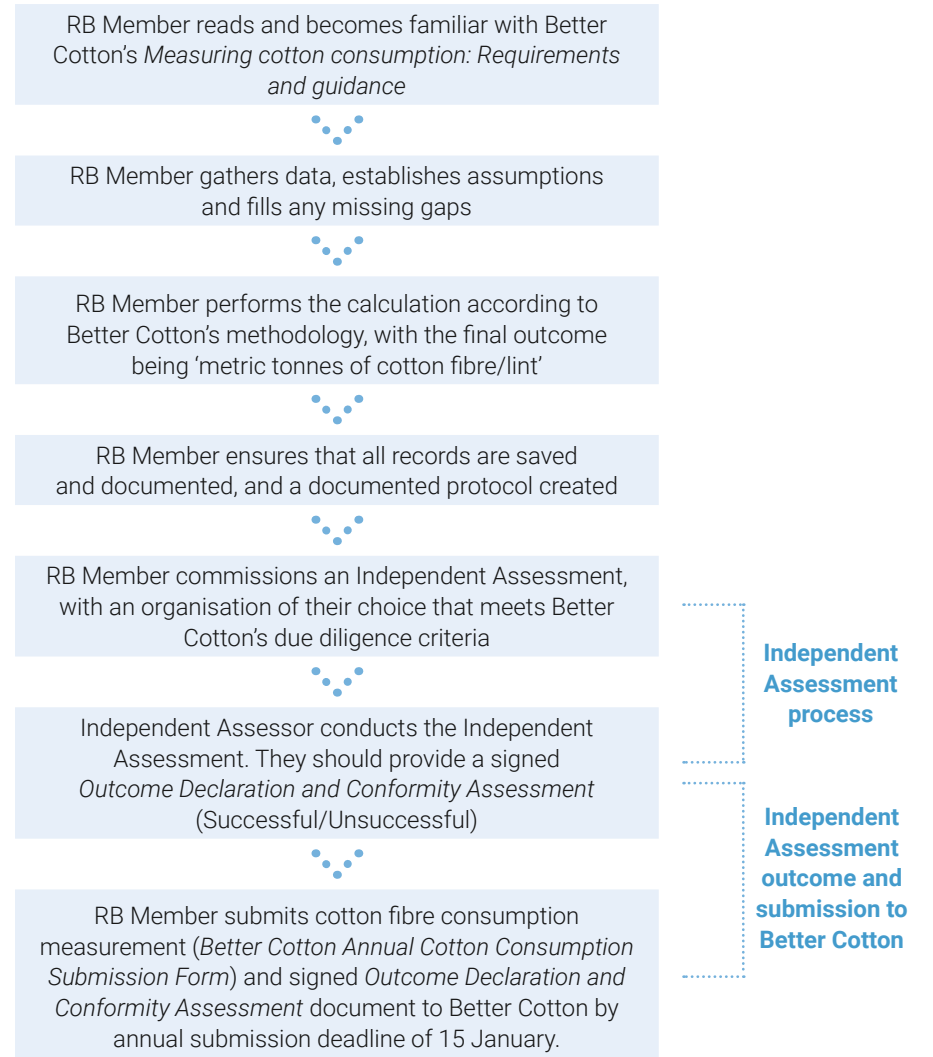 RB Member reads and becomes familiar with Better
Cotton’s Measuring cotton consumption: Requirements
and guidance
RB Member gathers data, establishes assumptions
and fills any missing gaps
RB Member performs the calculation according to
Better Cotton’s methodology, with the final outcome
being ‘metric tonnes of cotton fibre/lint’
RB Member ensures that all records are saved
and documented, and a documented protocol created
RB Member commissions an Independent Assessment,
with an organisation of their choice that meets Better
Cotton’s due diligence criteria
Independent
Assessment
process
Independent Assessor conducts the Independent
Assessment. They should provide a signed
Outcome Declaration and Conformity Assessment
(Successful/Unsuccessful)
Independent
Assessment
outcome and
submission to
Better Cotton
RB Member submits cotton fibre consumption
measurement (Better Cotton Annual Cotton Consumption
Submission Form) and signed Outcome Declaration and
Conformity Assessment document to Better Cotton by
annual submission deadline of 15 January.